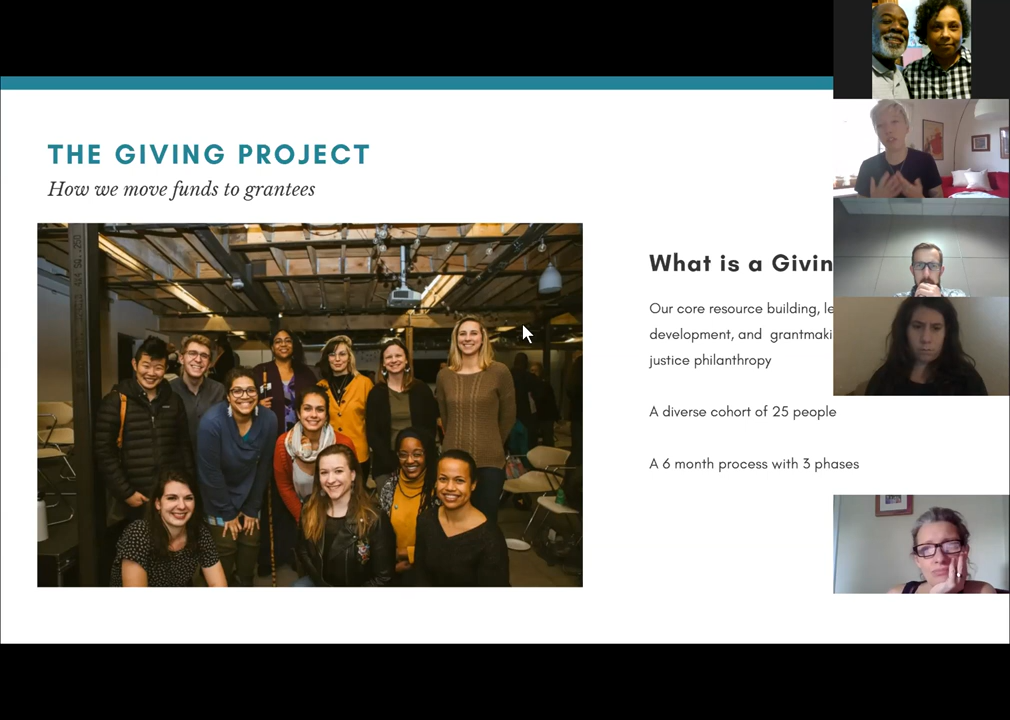 THE GIVING PROJECT
How we move funds to grantees
What is a Givin
Our core resource building, le
development, and grantmaki
justice philanthropy
A diverse cohort of 25 people
A 6 month process with 3 phases